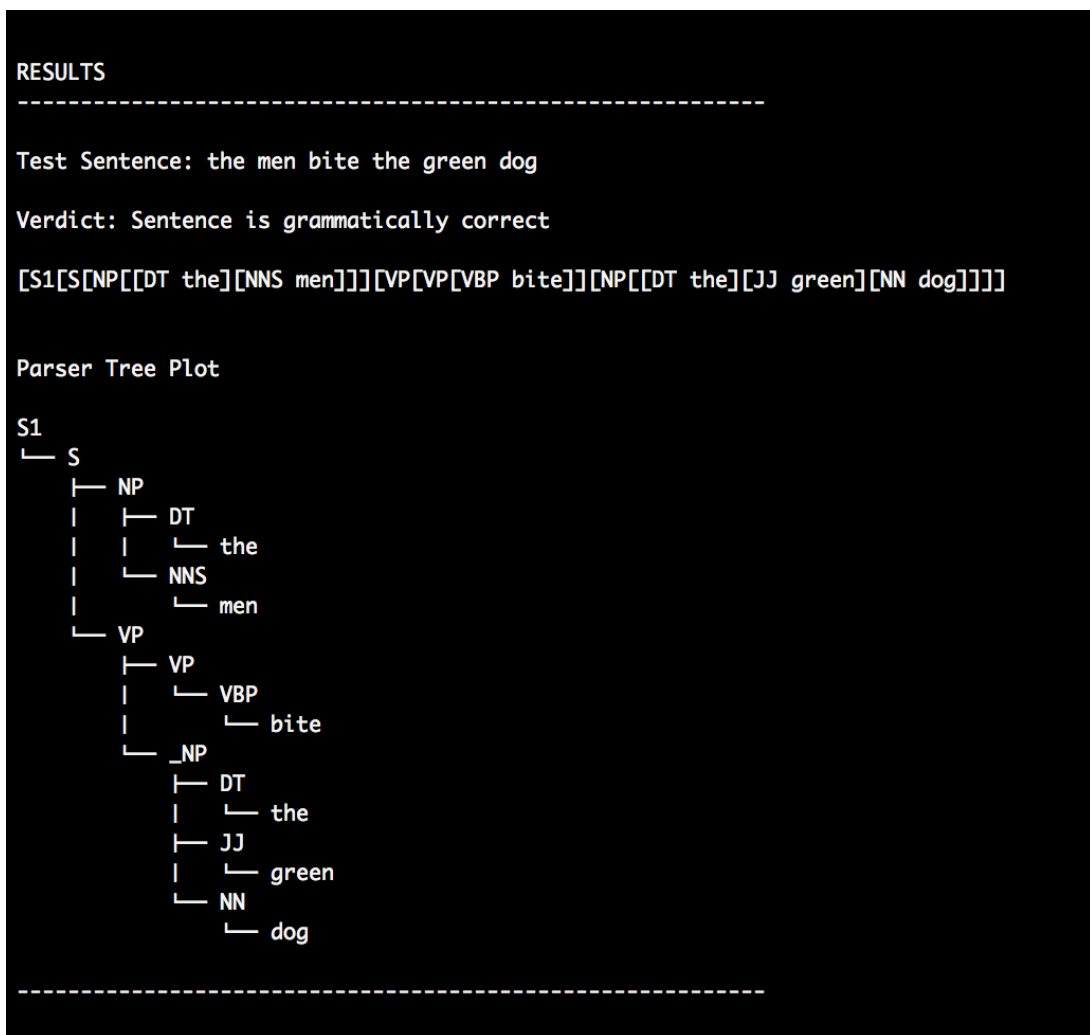 RESULTS
-----------------------------------------------------------
Test Sentence: the men bite the green dog
Verdict: Sentence is grammatically correct
[S1[S[NP[[DT the][NNS men]]][VP[VP[VBP bite]][NP[[DT the][JJ green][NN dog]]]]
Parser Tree Plot
S1
└── S
    ├── NP
    |   ├── DT
    |   |   └── the
    |   └── NNS
    |       └── men
    └── VP
        ├── VP
        |   └── VBP
        |       └── bite
        └── _NP
            ├── DT
            |   └── the
            ├── JJ
            |   └── green
            └── NN
                └── dog
-----------------------------------------------------------